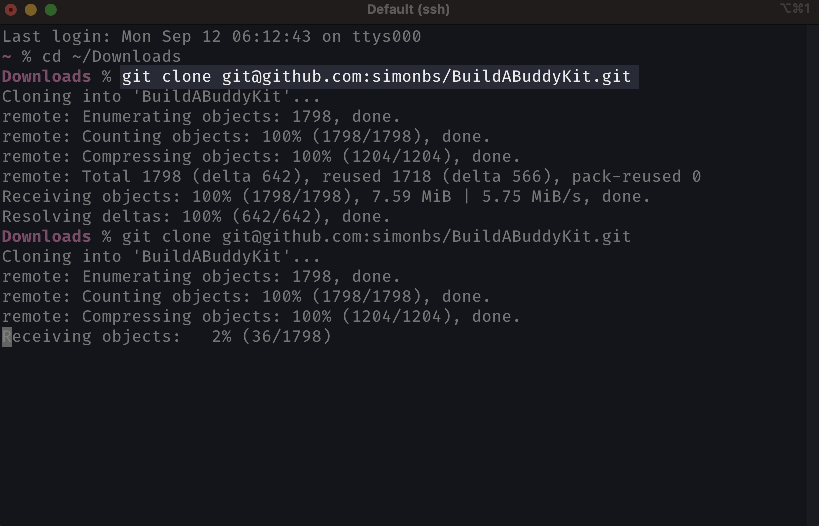 Default (ssh)
⌥⌘1
Last login: Mon Sep 12 06:12:43 on ttys000
~ % cd ~/Downloads
Downloads % git clone git@github.com:simonbs/BuildABuddyKit.git
Cloning into 'BuildABuddyKit'...
remote: Enumerating objects: 1798, done.
remote: Counting objects: 100% (1798/1798), done.
remote: Compressing objects: 100% (1204/1204), done.
remote: Total 1798 (delta 642), reused 1718 (delta 566), pack-reused 0
Receiving objects: 100% (1798/1798), 7.59 MiB | 5.75 MiB/s, done.
Resolving deltas: 100% (642/642), done.
Downloads % git clone git@github.com:simonbs/BuildABuddyKit.git
Cloning into 'BuildABuddyKit'...
remote: Enumerating objects: 1798, done.
remote: Counting objects: 100% (1798/1798), done.
remote: Compressing objects: 100% (1204/1204), done.
Receiving objects:   2% (36/1798)